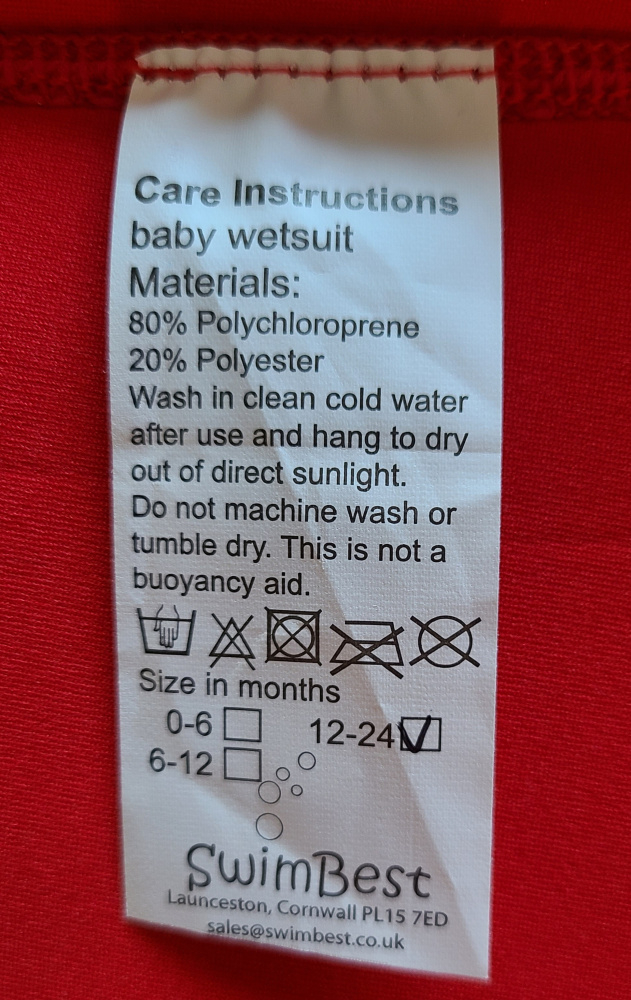 Care Instructions
baby wetsuit
Materials:
80% Polychloroprene
20% Polyester
Wash in clean cold water
after use and hang to dry
out of direct sunlight.
Do not machine wash or
tumble dry. This is not a
buoyancy aid.
Size in months
0-6 12-24
6-12
SwimBest
Launceston, Cornwall PL15 7ED
sales@swimbest.co.uk